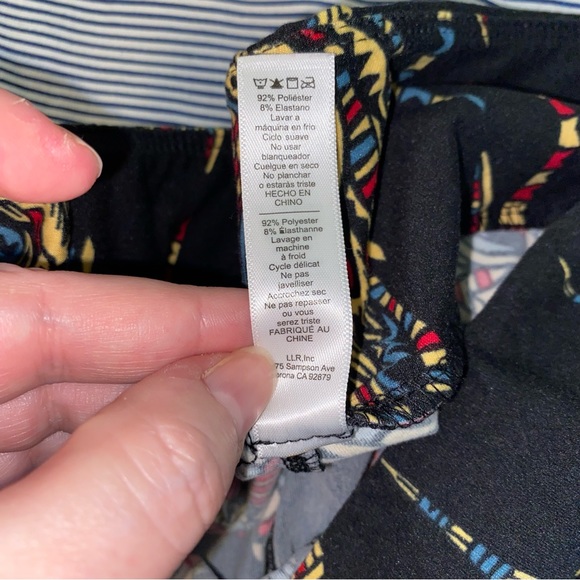 92% Poliéster
8% Elastano
Lavar a
máquina en frío
Ciclo suave
No usar
blanqueador
Cuelgue en seco
No planchar
o estarás triste
HECHO EN
CHINO
92% Polyester
8% Elasthanne
Lavage en
machine
à froid
Cycle délicat
Ne pas
javelliser
Accrochez sec
Ne pas repasser
ou vous
serez triste
FABRIQUÉ AU
CHINE
LLR,Inc
75 Sampson Ave
orona CA 92879